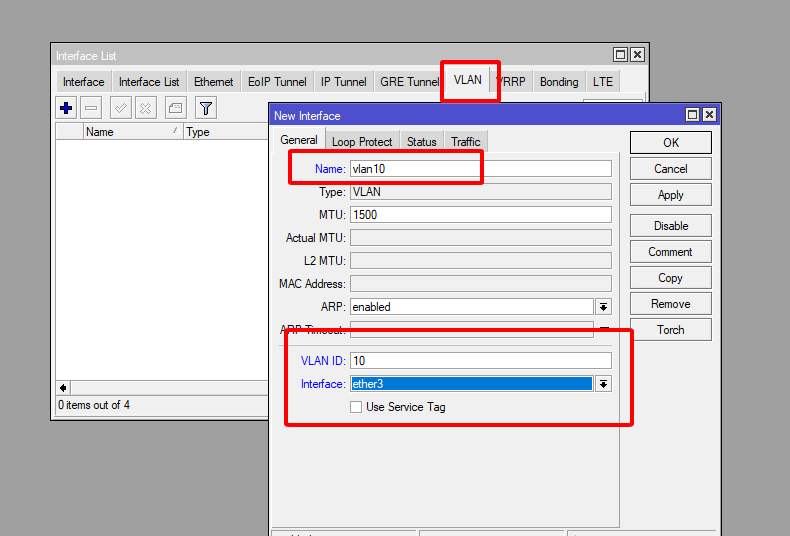 Interface List
Interface Interface List Ethernet EoIP Tunnel IP Tunnel GRE Tunnel VLAN VRRP Bonding LTE
Name Type
0 items out of 4
New Interface
General Loop Protect Status Traffic
Name: vlan10
Type: VLAN
MTU: 1500
Actual MTU:
L2 MTU:
MAC Address:
ARP: enabled
ARP Timeout:
VLAN ID: 10
Interface: ether3
Use Service Tag
OK
Cancel
Apply
Disable
Comment
Copy
Remove
Torch